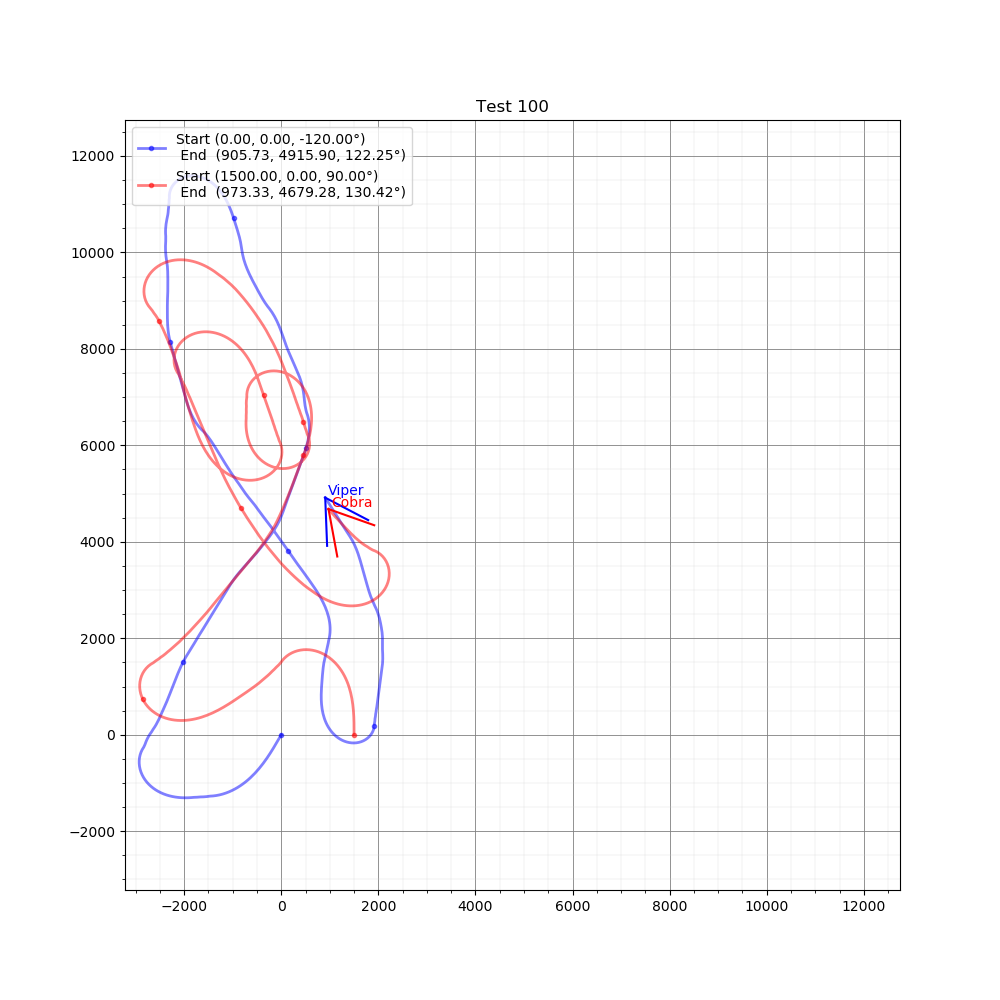 Test 100
Start (0.00, 0.00, -120.00°)
End (905.73, 4915.90, 122.25°)
Start (1500.00, 0.00, 90.00°)
End (973.33, 4679.28, 130.42°)
12000
10000
8000
6000
4000
2000
0
−2000
Viper
Cobra
−2000 0 2000 4000 6000 8000 10000 12000